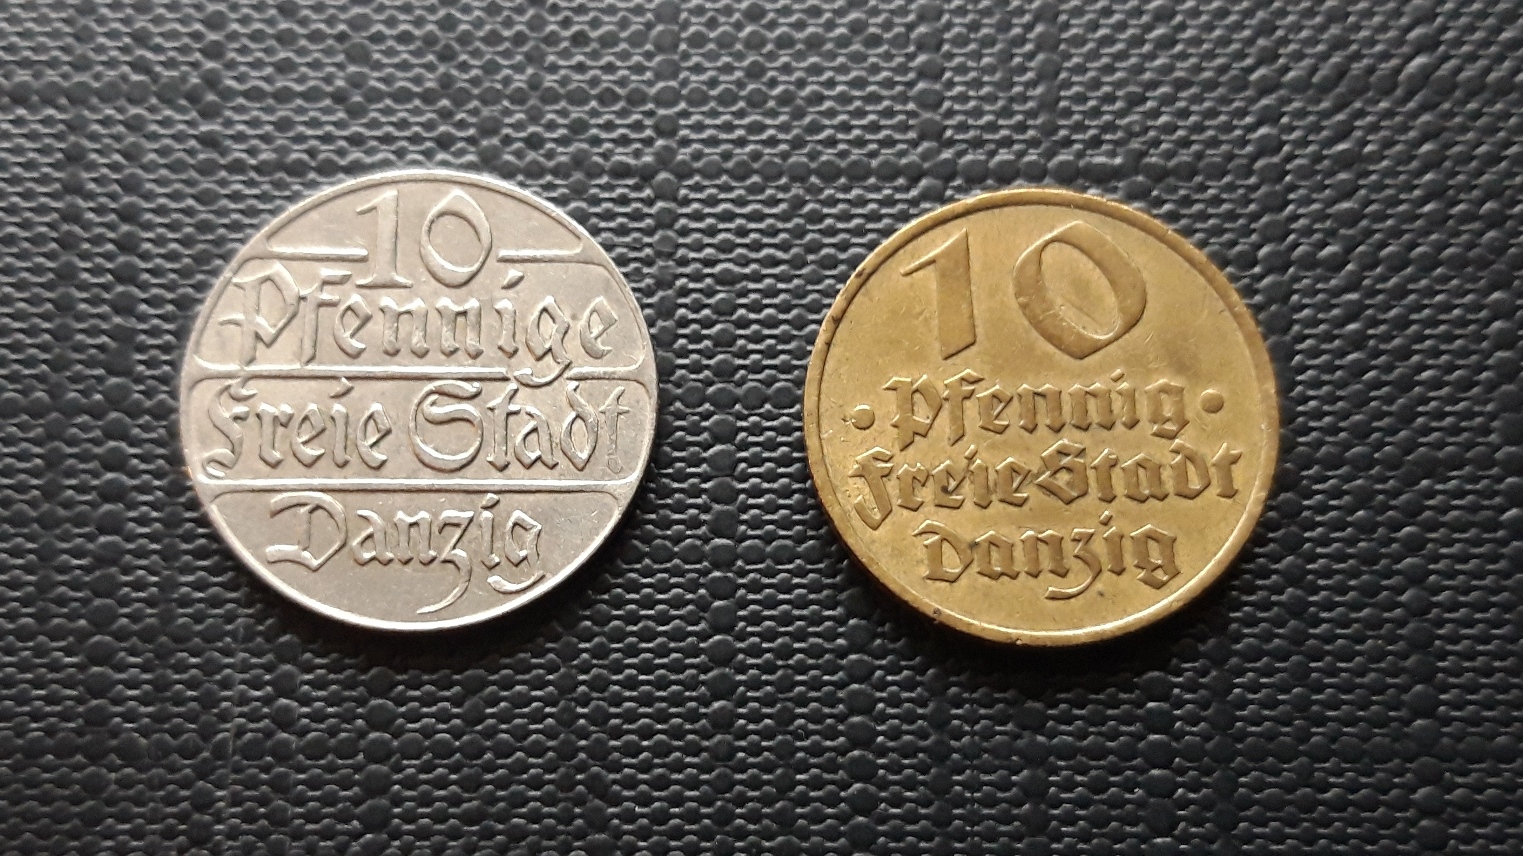 10
Pfennige
Freie Stadt
Danzig
10
Pfennig
Freie Stadt
Danzig